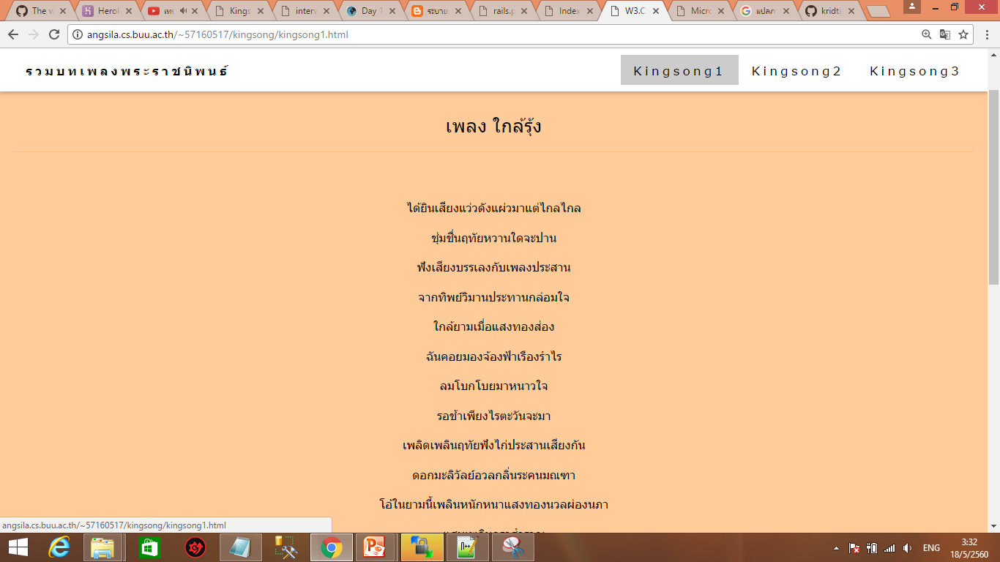 The w
Herok
เหเ
Kings
interv
Day 1
ระบาย
rails.p
Index
W3.C
Micro
แปลภ
kridti
angsila.cs.buu.ac.th/~57160517/kingsong/kingsong1.html
รวมบทเพลงพระราชนิพนธ์ Kingsong1 Kingsong2 Kingsong3
เพลง ใกล้รุ้ง
ได้ยินเสียงแว่วดังแผ่วมาแต่ไกลไกล
ชุ่มชื่นฤทัยหวานใดจะปาน
ฟังเสียงบรรเลงกับเพลงประสาน
จากทิพย์วิมานประทานกล่อมใจ
ใกล้ยามเมื่อแสงทองส่อง
ฉันคอยมองจ้องฟ้าเรืองรำไร
ลมโบกโบยมาหนาวใจ
รอช้าเพียงไรตะวันจะมา
เพลิดเพลินฤทัยฟังไก่ประสานเสียงกัน
ดอกมะลิวัลย์อวลกลิ่นระคนมณฑา
โอ้ในยามนี้เพลินหนักหนาแสงทองนวลผ่องนภา
angsila.cs.buu.ac.th/~57160517/kingsong/kingsong1.html
ENG
3:32
18/5/2560